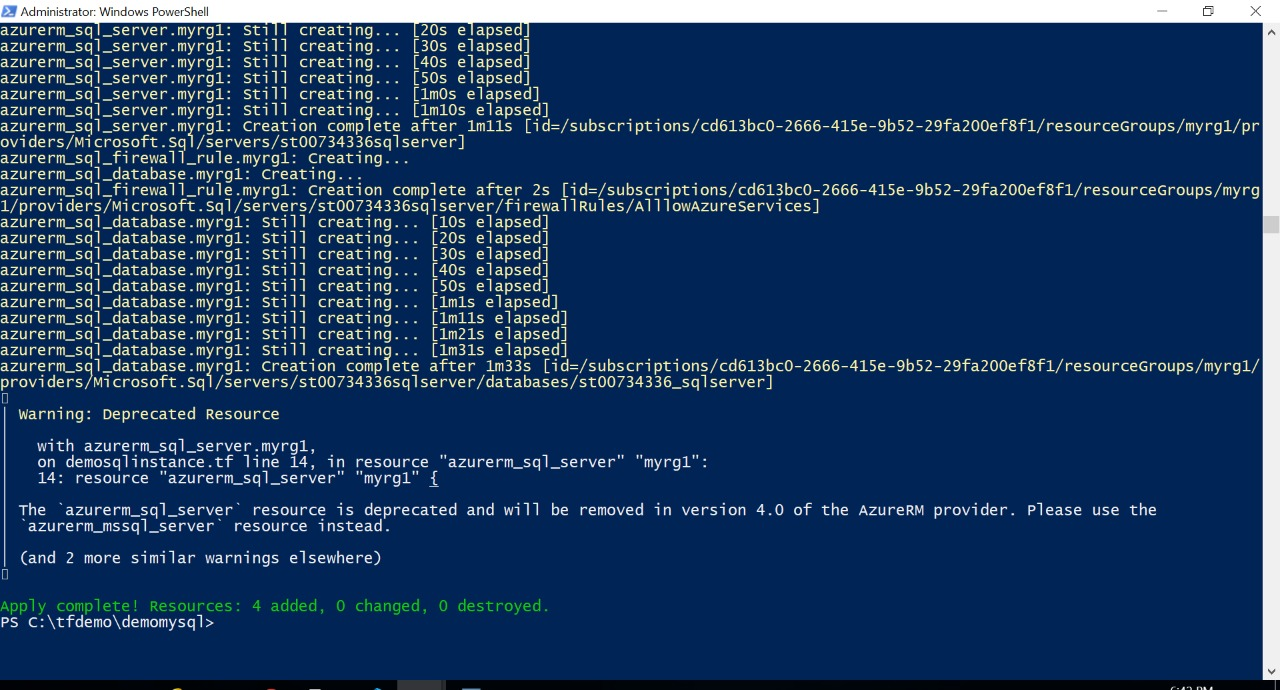 Administrator: Windows PowerShell
azurerm_sql_server.myrg1: Still creating... [20s elapsed]
azurerm_sql_server.myrg1: Still creating... [30s elapsed]
azurerm_sql_server.myrg1: Still creating... [40s elapsed]
azurerm_sql_server.myrg1: Still creating... [50s elapsed]
azurerm_sql_server.myrg1: Still creating... [1m0s elapsed]
azurerm_sql_server.myrg1: Still creating... [1m10s elapsed]
azurerm_sql_server.myrg1: Creation complete after 1m11s [id=/subscriptions/cd613bc0-2666-415e-9b52-29fa200ef8f1/resourceGroups/myrg1/pr
oviders/Microsoft.Sql/servers/st00734336sqlserver]
azurerm_sql_firewall_rule.myrg1: Creating...
azurerm_sql_database.myrg1: Creating...
azurerm_sql_firewall_rule.myrg1: Creation complete after 2s [id=/subscriptions/cd613bc0-2666-415e-9b52-29fa200ef8f1/resourceGroups/myrg
1/providers/Microsoft.Sql/servers/st00734336sqlserver/firewallRules/AlllowAzureServices]
azurerm_sql_database.myrg1: Still creating... [10s elapsed]
azurerm_sql_database.myrg1: Still creating... [20s elapsed]
azurerm_sql_database.myrg1: Still creating... [30s elapsed]
azurerm_sql_database.myrg1: Still creating... [40s elapsed]
azurerm_sql_database.myrg1: Still creating... [50s elapsed]
azurerm_sql_database.myrg1: Still creating... [1m1s elapsed]
azurerm_sql_database.myrg1: Still creating... [1m11s elapsed]
azurerm_sql_database.myrg1: Still creating... [1m21s elapsed]
azurerm_sql_database.myrg1: Still creating... [1m31s elapsed]
azurerm_sql_database.myrg1: Creation complete after 1m33s [id=/subscriptions/cd613bc0-2666-415e-9b52-29fa200ef8f1/resourceGroups/myrg1/
providers/Microsoft.Sql/servers/st00734336sqlserver/databases/st00734336_sqlserver]
Warning: Deprecated Resource
with azurerm_sql_server.myrg1,
on demosqlinstance.tf line 14, in resource "azurerm_sql_server" "myrg1":
14: resource "azurerm_sql_server" "myrg1" {
The `azurerm_sql_server` resource is deprecated and will be removed in version 4.0 of the AzureRM provider. Please use the
`azurerm_mssql_server` resource instead.
(and 2 more similar warnings elsewhere)
Apply complete! Resources: 4 added, 0 changed, 0 destroyed.
PS C:\tfdemo\demomysql>